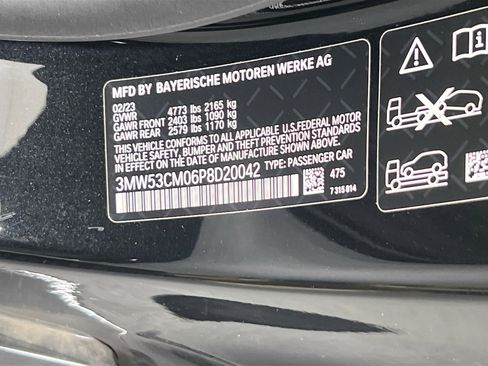 MFD BY BAYERISCHE MOTOREN WERKE AG
02/23
GVWR 4773 lbs 2165 kg
GAWR FRONT 2403 lbs 1090 kg
GAWR REAR 2579 lbs 1170 kg
THIS VEHICLE CONFORMS TO ALL APPLICABLE U.S.FEDERAL MOTOR
VEHICLE SAFETY, BUMPER AND THEFT PREVENTION STANDARDS
IN EFFECT ON THE DATE OF MANUFACTURE SHOWN ABOVE.
3MW53CM06P8D20042 TYPE: PASSENGER CAR
475
7 315 814